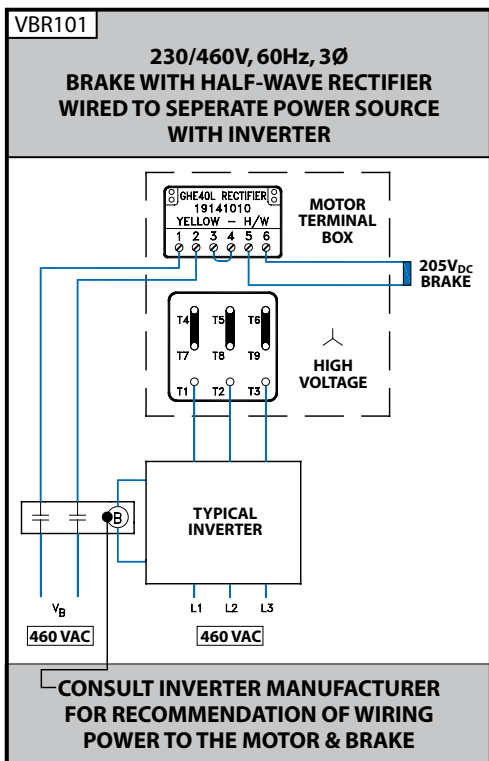 VBR101
230/460V, 60Hz, 3Ø
BRAKE WITH HALF-WAVE RECTIFIER
WIRED TO SEPERATE POWER SOURCE
WITH INVERTER
GHE40L RECTIFIER
19141010
YELLOW - H/W
1 2 3 4 5 6
MOTOR
TERMINAL
BOX
205VDC
BRAKE
T4 T5 T6
T7 T8 T9
T1 T2 T3
HIGH
VOLTAGE
TYPICAL
INVERTER
B
VB
L1 L2 L3
460 VAC
460 VAC
CONSULT INVERTER MANUFACTURER
FOR RECOMMENDATION OF WIRING
POWER TO THE MOTOR & BRAKE